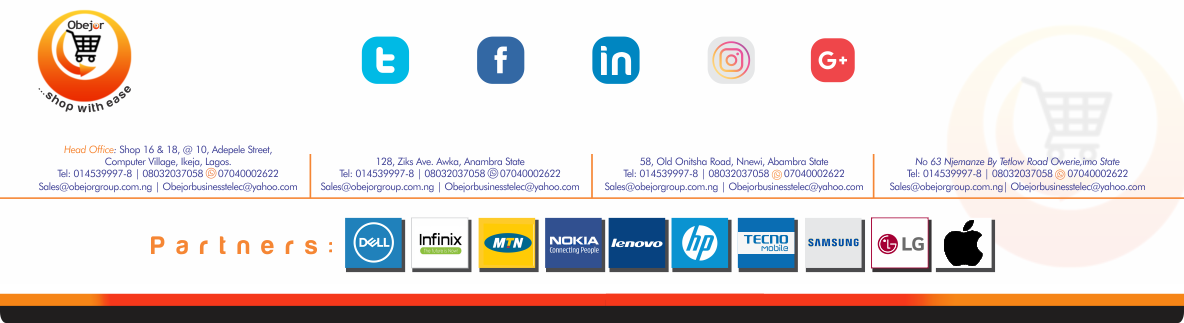 Obejor
...shop with ease
t
f
in
G+
Head Office: Shop 16 & 18, @ 10, Adepele Street,
Computer Village, Ikeja, Lagos.
Tel: 014539997-8 | 08032037058 07040002622
Sales@obejorgroup.com.ng | Obejorbusinesstelec@yahoo.com
128, Ziks Ave. Awka, Anambra State
Tel: 014539997-8 | 08032037058 07040002622
Sales@obejorgroup.com.ng | Obejorbusinesstelec@yahoo.com
58, Old Onitsha Road, Nnewi, Abambra State
Tel: 014539997-8 | 08032037058 07040002622
Sales@obejorgroup.com.ng | Obejorbusinesstelec@yahoo.com
No 63 Njemanze By Tetlow Road Owerie,imo State
Tel: 014539997-8 | 08032037058 07040002622
Sales@obejorgroup.com.ng| Obejorbusinesstelec@yahoo.com
Partners:
DELL
Infinix
MTN
NOKIA
Connecting People
lenovo
hp
TECNO
mobile
SAMSUNG
LG